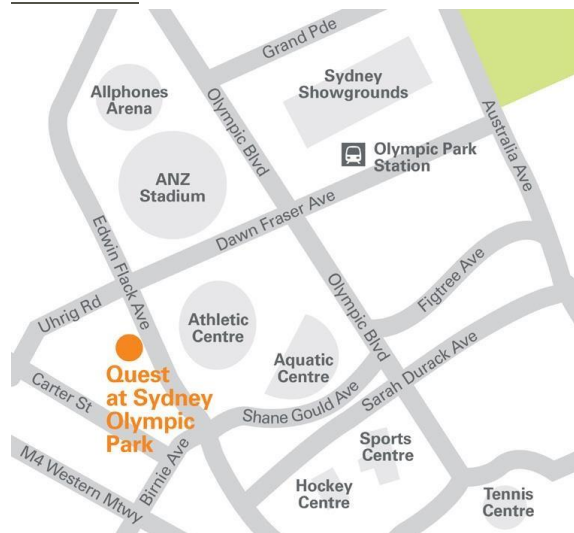 Grand Pde
Allphones
Arena
Sydney
Showgrounds
Olympic Blvd
Australia Ave
Olympic Park
Station
ANZ
Stadium
Dawn Fraser Ave
Edwin Flack Ave
Figtree Ave
Uhrig Rd
Olympic Blvd
Athletic
Centre
Aquatic
Centre
Sarah Durack Ave
Quest
at Sydney
Olympic
Park
Carter St
Shane Gould Ave
Sports
Centre
M4 Western Mtwy
Birnie Ave
Hockey
Centre
Tennis
Centre